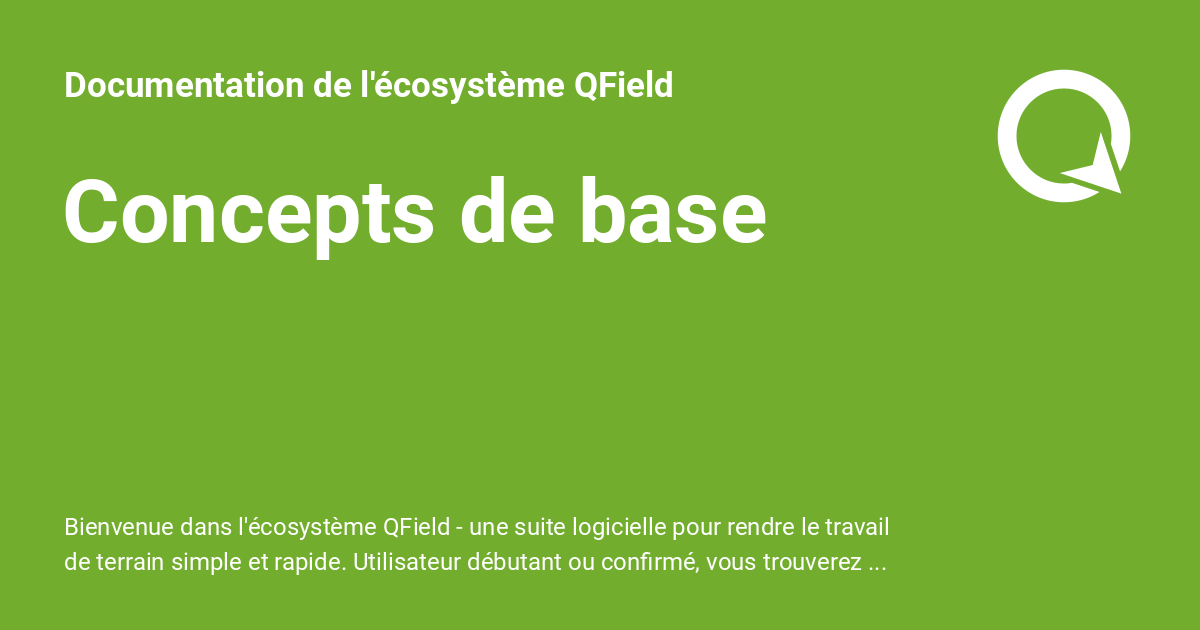 Documentation de l'écosystème QField
Concepts de base
Bienvenue dans l'écosystème QField - une suite logicielle pour rendre le travail
de terrain simple et rapide. Utilisateur débutant ou confirmé, vous trouverez ...